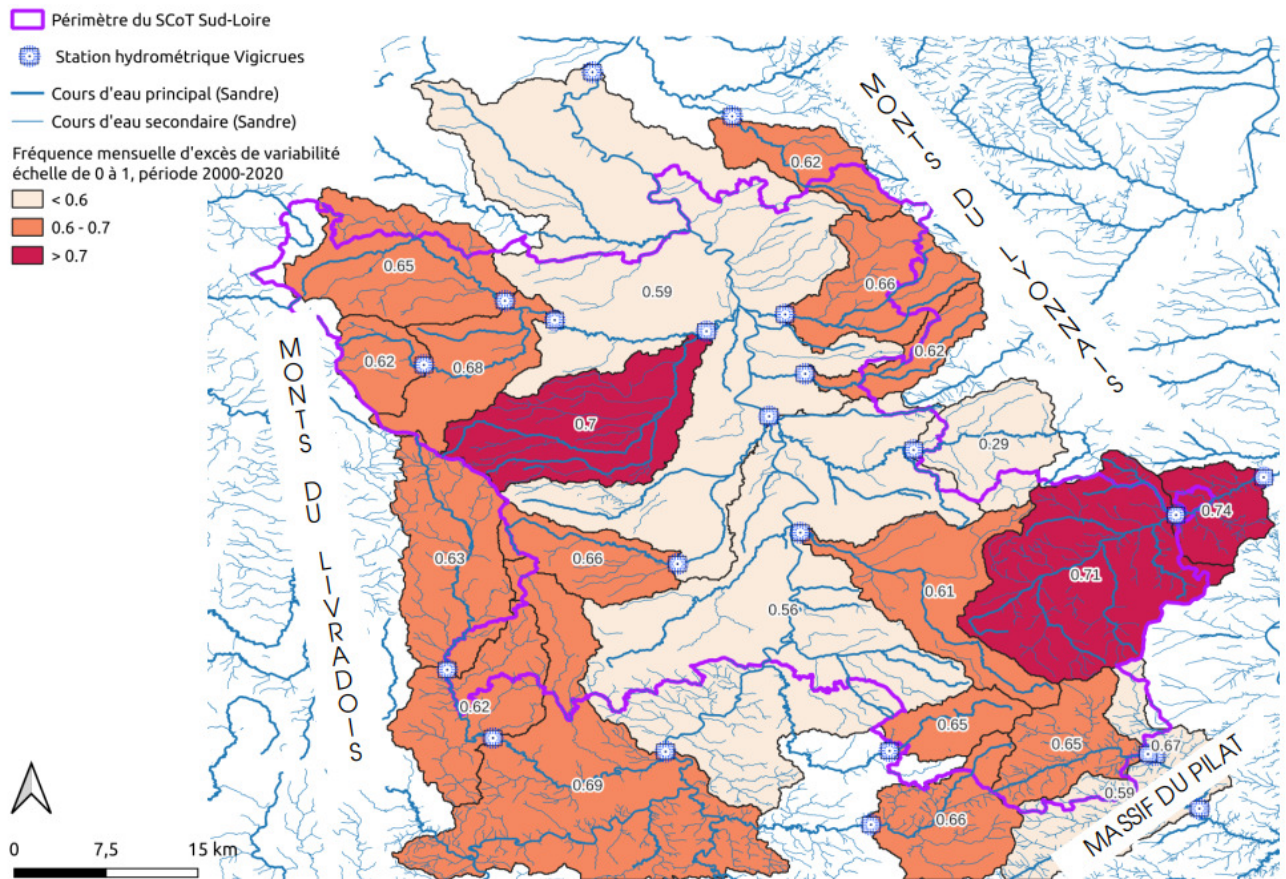 Périmètre du SCoT Sud-Loire
Station hydrométrique Vigicrues
Cours d'eau principal (Sandre)
Cours d'eau secondaire (Sandre)
Fréquence mensuelle d'excès de variabilité
échelle de 0 à 1, période 2000-2020
< 0.6
0.6 - 0.7
> 0.7
MONTS DU LYONNAIS
0.62
0.65
0.59
0.66
0.62
0.68
0.62
0.7
0.29
MONTS DU LIVRADOIS
0.74
0.63
0.66
0.71
0.61
0.56
0.62
0.65
0.65
0.67
0.69
0.59
0.66
MASSIF DU PILAT
0 7,5 15 km